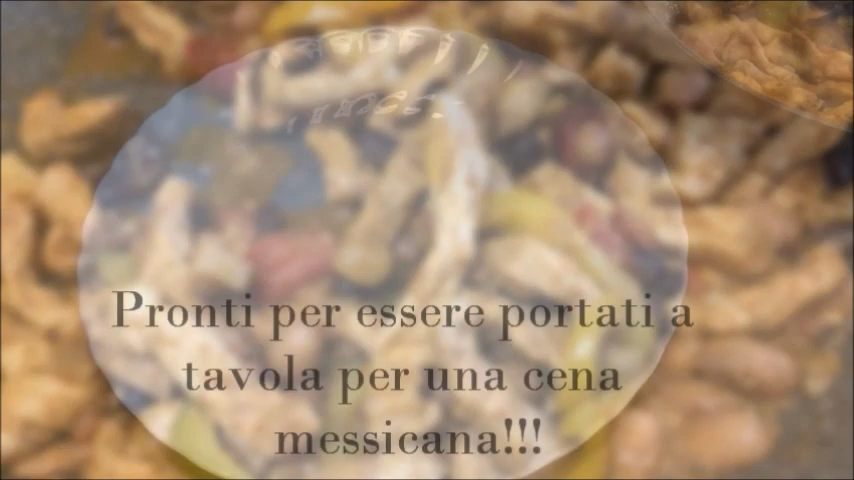 Pronti per essere portati a
tavola per una cena
messicana!!!